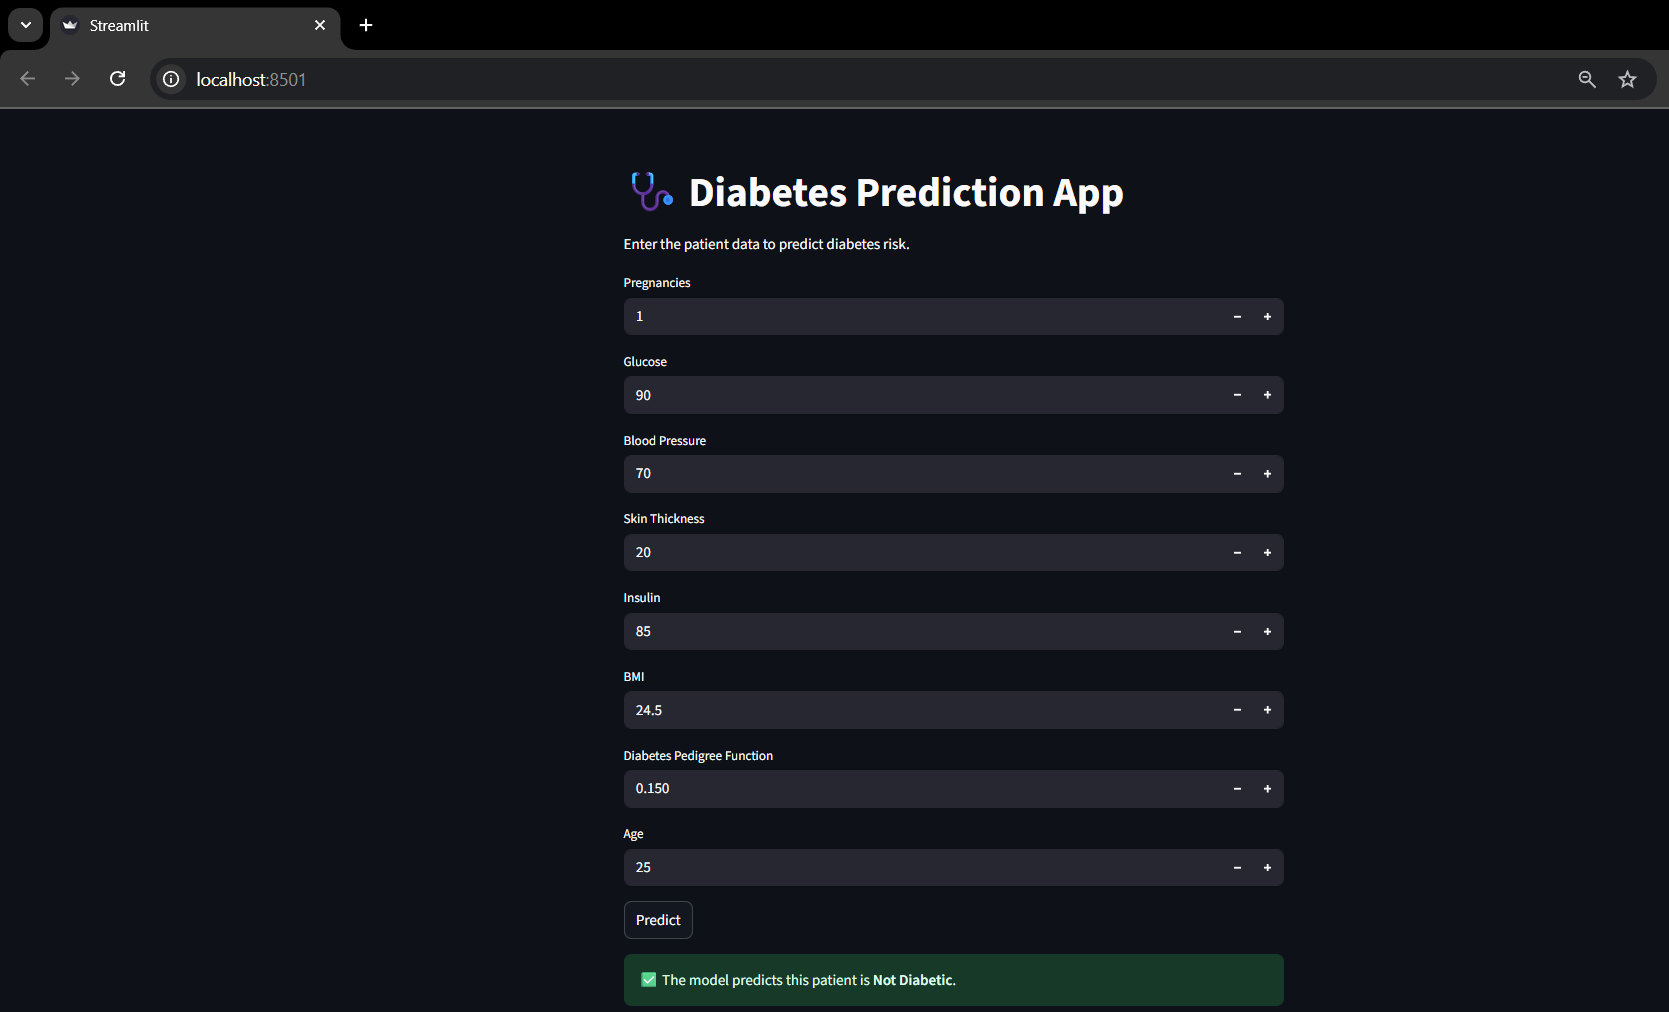 Streamlit
localhost:8501
Diabetes Prediction App
Enter the patient data to predict diabetes risk.
Pregnancies
1
Glucose
90
Blood Pressure
70
Skin Thickness
20
Insulin
85
BMI
24.5
Diabetes Pedigree Function
0.150
Age
25
Predict
✅ The model predicts this patient is Not Diabetic.